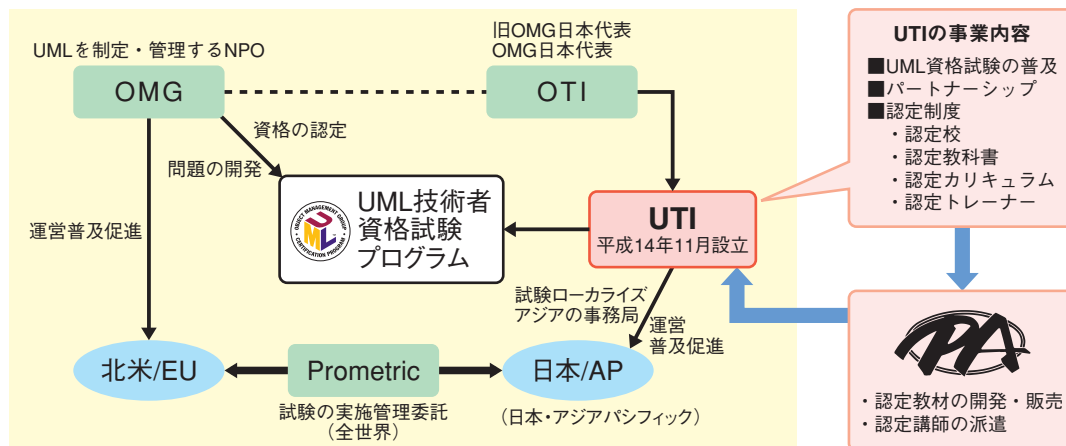 UMLを制定・管理するNPO
OMG
旧OMG日本代表
OMG日本代表
OTI
資格の認定
問題の開発
運営普及促進
OBJECT MANAGEMENT GROUP
UML
CERTIFICATION PROGRAM
UML技術者
資格試験
プログラム
UTI
平成14年11月設立
試験ローカライズ
アジアの事務局
運営
普及促進
北米/EU
Prometric
試験の実施管理委託
（全世界）
日本/AP
（日本・アジアパシフィック）
UTIの事業内容
■UML資格試験の普及
■パートナーシップ
■認定制度
・認定校
・認定教科書
・認定カリキュラム
・認定トレーナー
PA
・認定教材の開発・販売
・認定講師の派遣